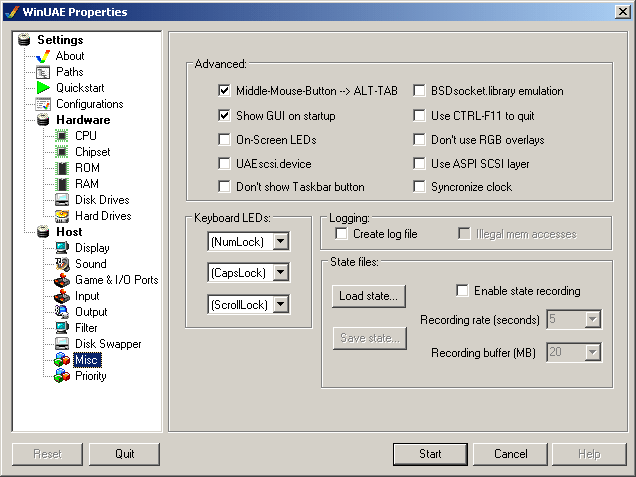 WinUAE Properties
Settings
About
Paths
Quickstart
Configurations
Hardware
CPU
Chipset
ROM
RAM
Disk Drives
Hard Drives
Host
Display
Sound
Game & I/O Ports
Input
Output
Filter
Disk Swapper
Misc
Priority
Advanced:
Middle-Mouse-Button --> ALT-TAB
BSDsocket.library emulation
Show GUI on startup
Use CTRL-F11 to quit
On-Screen LEDs
Don't use RGB overlays
UAEscsi.device
Use ASPI SCSI layer
Don't show Taskbar button
Syncronize clock
Keyboard LEDs:
(NumLock)
(CapsLock)
(ScrollLock)
Logging:
Create log file
Illegal mem accesses
State files:
Load state...
Enable state recording
Save state...
Recording rate (seconds)
5
Recording buffer (MB)
20
Reset
Quit
Start
Cancel
Help